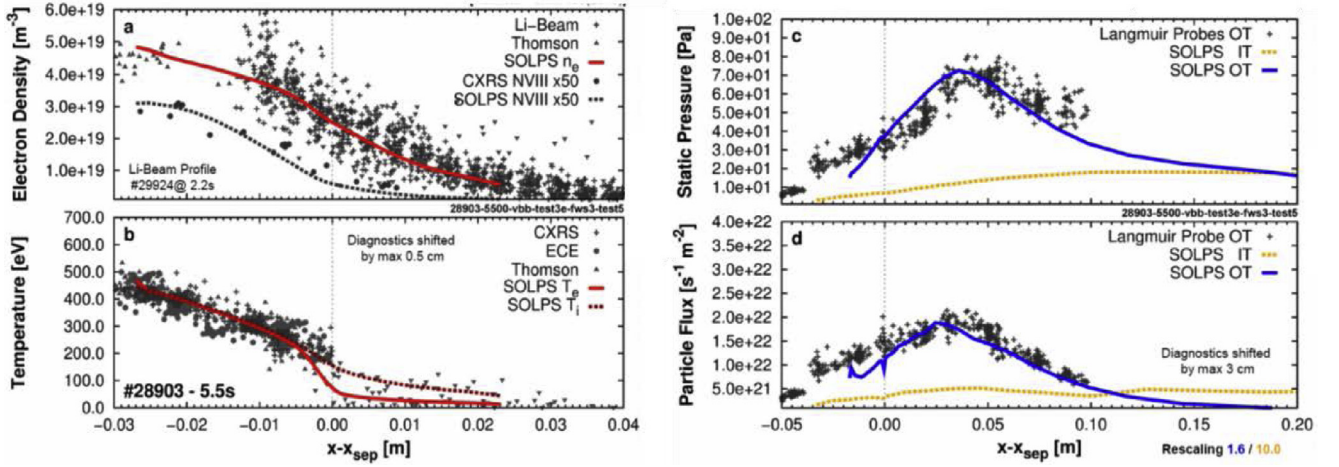 a
Electron Density [m⁻³]
6.0e+19
5.0e+19
4.0e+19
3.0e+19
2.0e+19
1.0e+19
Li-Beam
Thomson
SOLPS nₑ
CXRS NVIII x50
SOLPS NVIII x50
Li-Beam Profile
#29924@ 2.2s
28903-5500-vbb-test3e-fws3-test5
b
Temperature [eV]
700.0
600.0
500.0
400.0
300.0
200.0
100.0
0.0
Diagnostics shifted
by max 0.5 cm
CXRS
ECE
Thomson
SOLPS Tₑ
SOLPS Tᵢ
#28903 - 5.5s
−0.03 −0.02 −0.01 0.00 0.01 0.02 0.03 0.04
x-xsep [m]
c
Static Pressure [Pa]
1.0e+02
9.0e+01
8.0e+01
7.0e+01
6.0e+01
5.0e+01
4.0e+01
3.0e+01
2.0e+01
1.0e+01
Langmuir Probes OT
SOLPS IT
SOLPS OT
28903-5500-vbb-test3e-fws3-test5
d
Particle Flux [s⁻¹ m⁻²]
4.0e+22
3.5e+22
3.0e+22
2.5e+22
2.0e+22
1.5e+22
1.0e+22
5.0e+21
Langmuir Probe OT
SOLPS IT
SOLPS OT
Diagnostics shifted
by max 3 cm
−0.05 0.00 0.05 0.10 0.15 0.20
x-xsep [m]
Rescaling 1.6 / 10.0